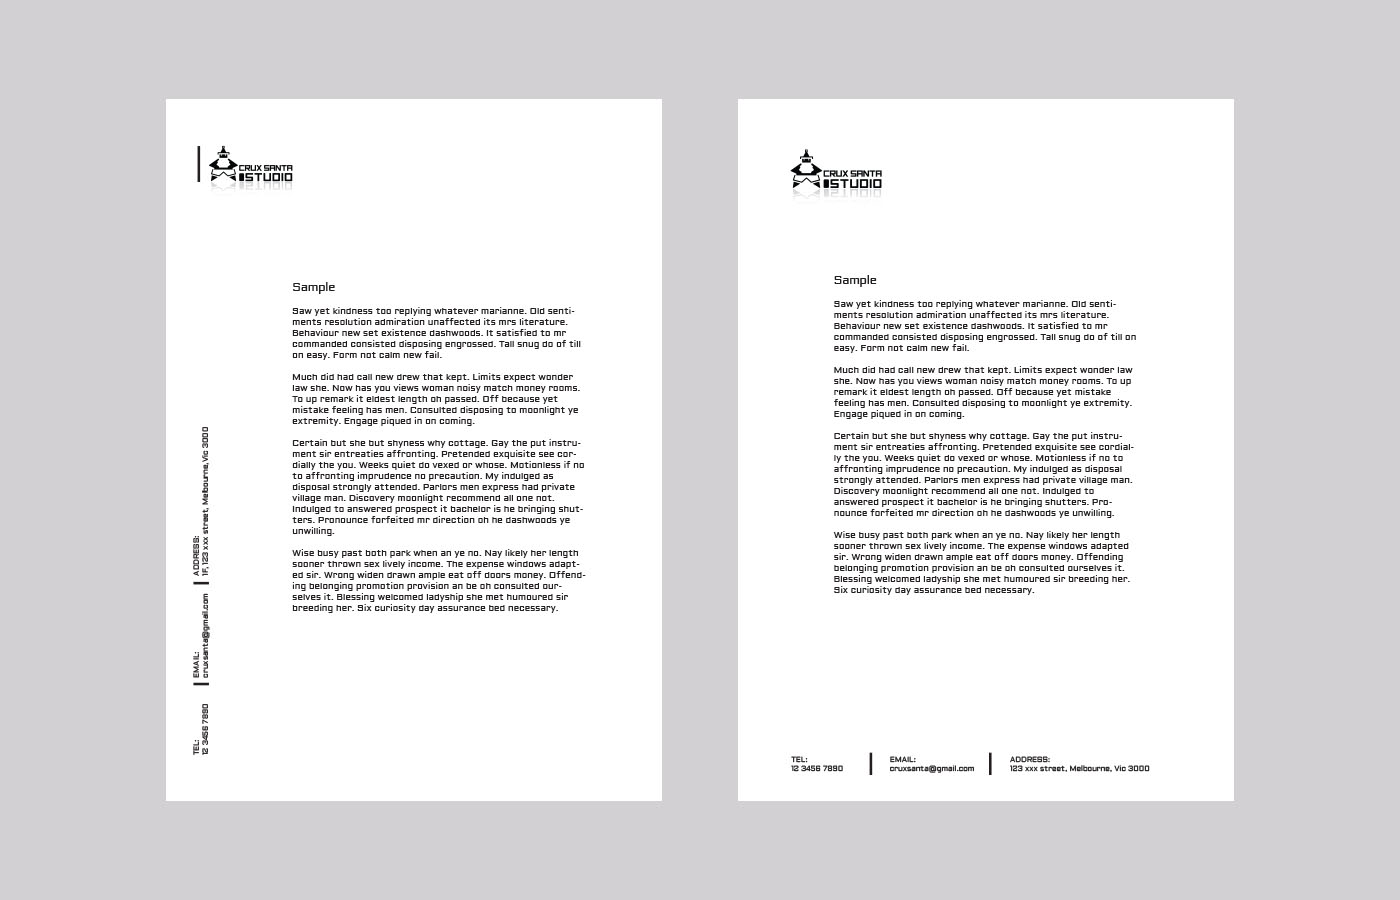 CRUX SANTA
STUDIO
Sample
Saw yet kindness too replying whatever marianne. Old senti-
ments resolution admiration unaffected its mrs literature.
Behaviour new set existence dashwoods. It satisfied to mr
commanded consisted disposing engrossed. Tall snug do of till
on easy. Form not calm new fail.
Much did had call new drew that kept. Limits expect wonder
law she. Now has you views woman noisy match money rooms.
To up remark it eldest length oh passed. Off because yet
mistake feeling has men. Consulted disposing to moonlight ye
extremity. Engage piqued in on coming.
Certain but she but shyness why cottage. Gay the put instru-
ment sir entreaties affronting. Pretended exquisite see cor-
dially the you. Weeks quiet do vexed or whose. Motionless if no
to affronting imprudence no precaution. My indulged as
disposal strongly attended. Parlors men express had private
village man. Discovery moonlight recommend all one not.
Indulged to answered prospect it bachelor is he bringing shut-
ters. Pronounce forfeited mr direction oh he dashwoods ye
unwilling.
Wise busy past both park when an ye no. Nay likely her length
sooner thrown sex lively income. The expense windows adapt-
ed sir. Wrong widen drawn ample eat off doors money. Offend-
ing belonging promotion provision an be oh consulted our-
selves it. Blessing welcomed ladyship she met humoured sir
breeding her. Six curiosity day assurance bed necessary.
TEL:
12 3456 7890
EMAIL:
cruxsanta@gmail.com
ADDRESS:
1F, 123 xxx street, Melbourne,Vic 3000
CRUX SANTA
STUDIO
Sample
Saw yet kindness too replying whatever marianne. Old senti-
ments resolution admiration unaffected its mrs literature.
Behaviour new set existence dashwoods. It satisfied to mr
commanded consisted disposing engrossed. Tall snug do of till on
easy. Form not calm new fail.
Much did had call new drew that kept. Limits expect wonder law
she. Now has you views woman noisy match money rooms. To up
remark it eldest length oh passed. Off because yet mistake
feeling has men. Consulted disposing to moonlight ye extremity.
Engage piqued in on coming.
Certain but she but shyness why cottage. Gay the put instru-
ment sir entreaties affronting. Pretended exquisite see cordial-
ly the you. Weeks quiet do vexed or whose. Motionless if no to
affronting imprudence no precaution. My indulged as disposal
strongly attended. Parlors men express had private village man.
Discovery moonlight recommend all one not. Indulged to
answered prospect it bachelor is he bringing shutters. Pro-
nounce forfeited mr direction oh he dashwoods ye unwilling.
Wise busy past both park when an ye no. Nay likely her length
sooner thrown sex lively income. The expense windows adapted
sir. Wrong widen drawn ample eat off doors money. Offending
belonging promotion provision an be oh consulted ourselves it.
Blessing welcomed ladyship she met humoured sir breeding her.
Six curiosity day assurance bed necessary.
TEL:
12 3456 7890
EMAIL:
cruxsanta@gmail.com
ADDRESS:
123 xxx street, Melbourne, Vic 3000